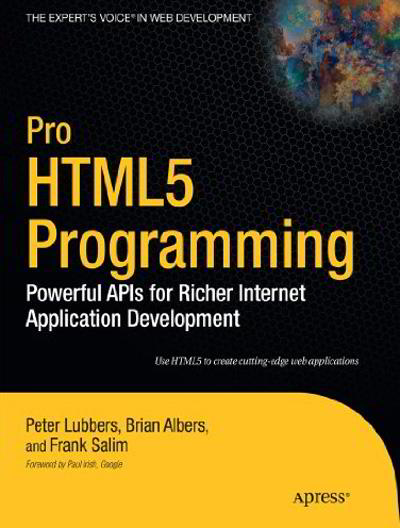 THE EXPERT'S VOICE® IN WEB DEVELOPMENT
Pro
HTML5
Programming
Powerful APIs for Richer Internet
Application Development
Use HTML5 to create cutting-edge web applications
Peter Lubbers, Brian Albers,
and Frank Salim
Foreword by Paul Irish, Google
Apress®